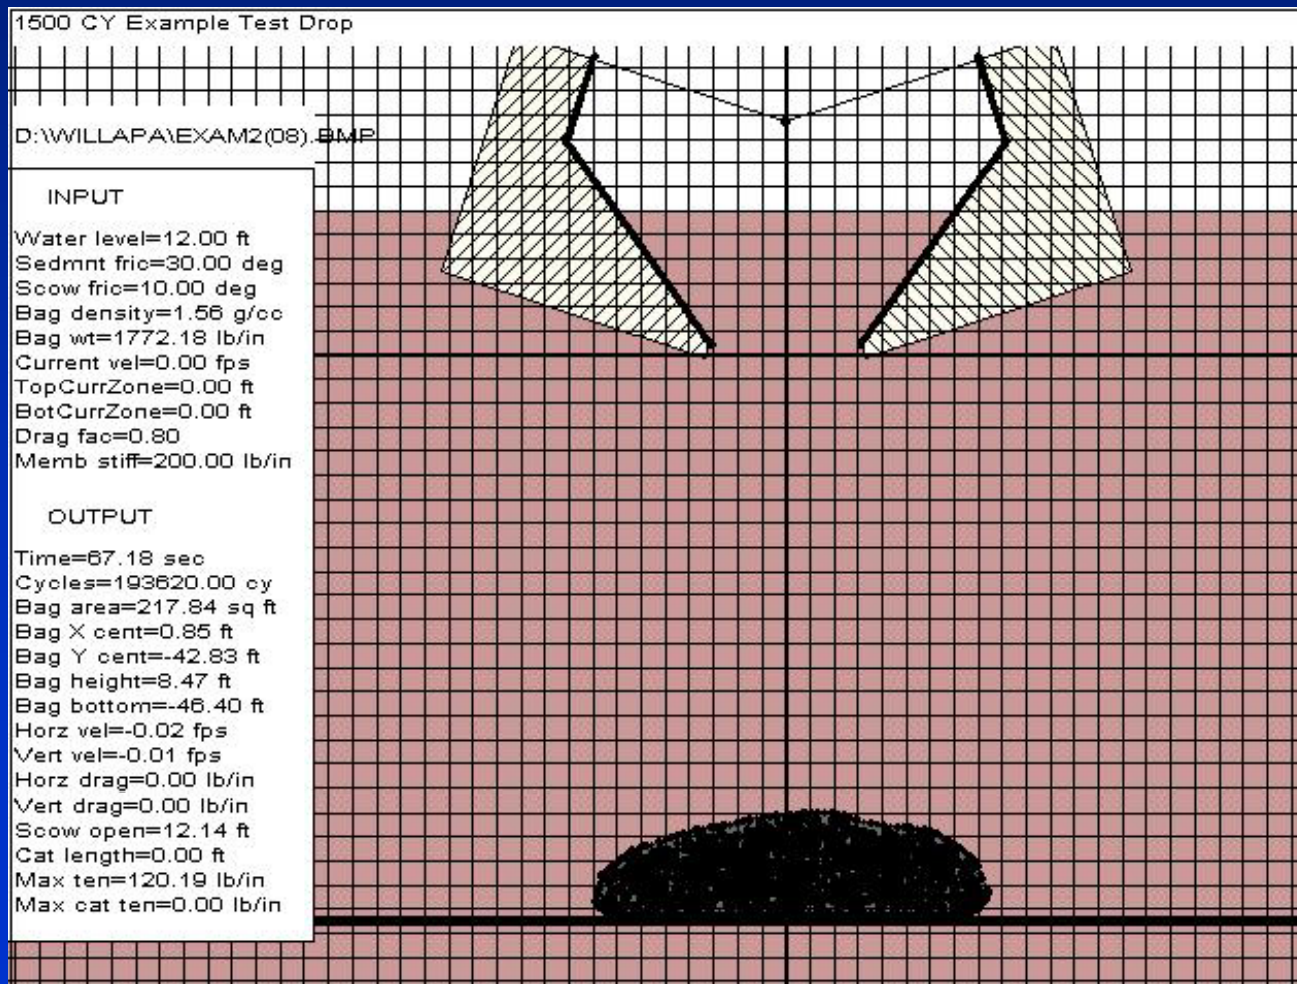 1500 CY Example Test Drop
D:\WILLAPA\EXAM2(08).BMP
INPUT
Water level=12.00 ft
Sedmnt fric=30.00 deg
Scow fric=10.00 deg
Bag density=1.56 g/cc
Bag wt=1772.18 lb/in
Current vel=0.00 fps
TopCurrZone=0.00 ft
BotCurrZone=0.00 ft
Drag fac=0.80
Memb stiff=200.00 lb/in
OUTPUT
Time=67.18 sec
Cycles=193620.00 cy
Bag area=217.84 sq ft
Bag X cent=0.85 ft
Bag Y cent=-42.83 ft
Bag height=8.47 ft
Bag bottom=-46.40 ft
Horz vel=-0.02 fps
Vert vel=-0.01 fps
Horz drag=0.00 lb/in
Vert drag=0.00 lb/in
Scow open=12.14 ft
Cat length=0.00 ft
Max ten=120.19 lb/in
Max cat ten=0.00 lb/in